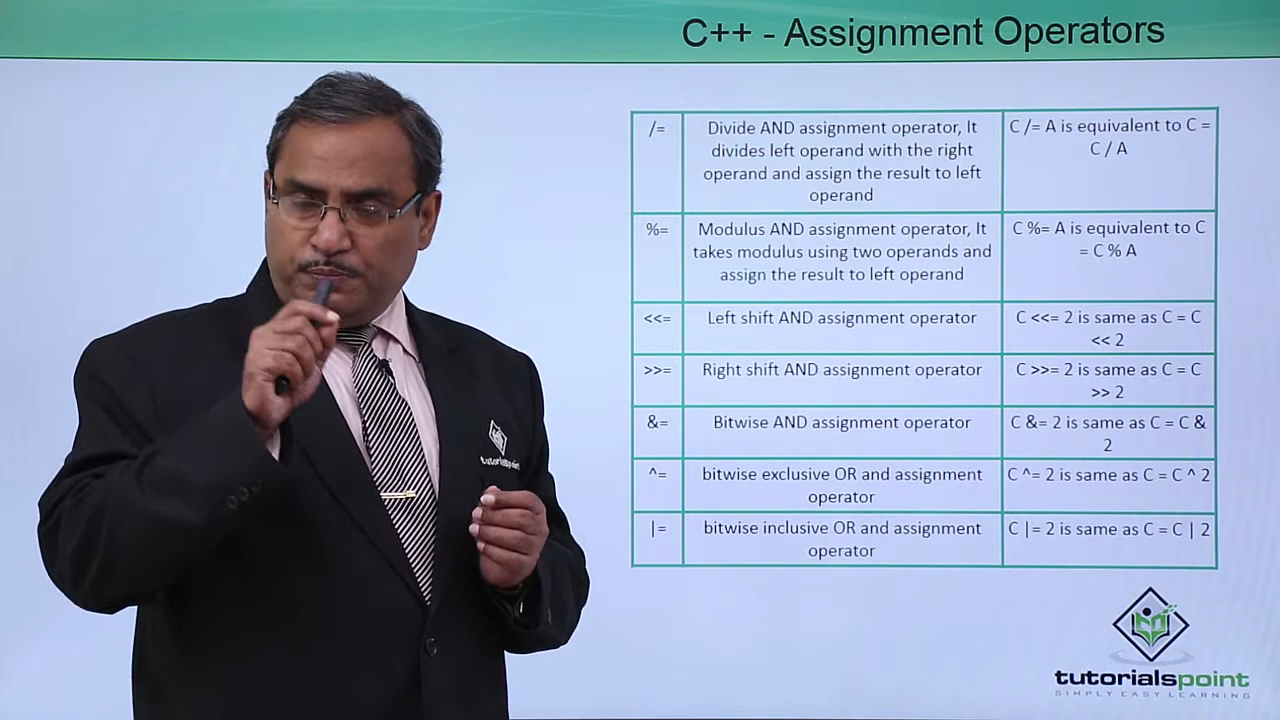 C++ - Assignment Operators
/=
Divide AND assignment operator, It
divides left operand with the right
operand and assign the result to left
operand
C /= A is equivalent to C =
C / A
%=
Modulus AND assignment operator, It
takes modulus using two operands and
assign the result to left operand
C %= A is equivalent to C
= C % A
<<=
Left shift AND assignment operator
C <<= 2 is same as C = C
<< 2
>>=
Right shift AND assignment operator
C >>= 2 is same as C = C
>> 2
&=
Bitwise AND assignment operator
C &= 2 is same as C = C &
2
^=
bitwise exclusive OR and assignment
operator
C ^= 2 is same as C = C ^ 2
|=
bitwise inclusive OR and assignment
operator
C |= 2 is same as C = C | 2
tutorialspoint
tutorialspoint
SIMPLY EASY LEARNING